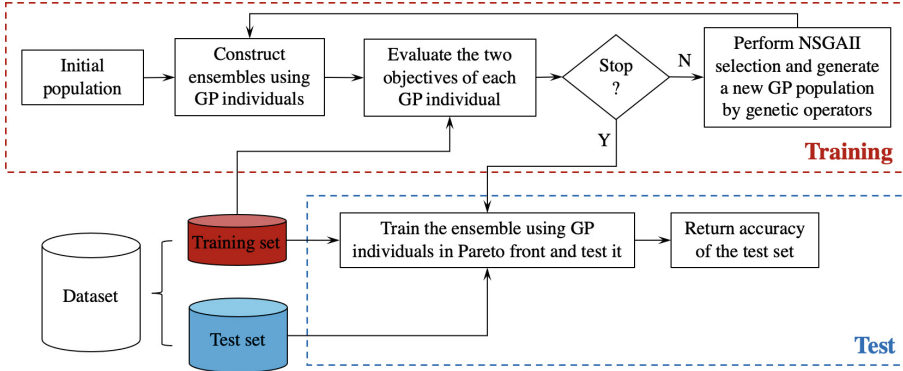 Initial
population
Construct
ensembles using
GP individuals
Evaluate the two
objectives of each
GP individual
Stop
?
N
Perform NSGAII
selection and generate
a new GP population
by genetic operators
Y
Training
Dataset
Training set
Test set
Train the ensemble using GP
individuals in Pareto front and test it
Return accuracy
of the test set
Test